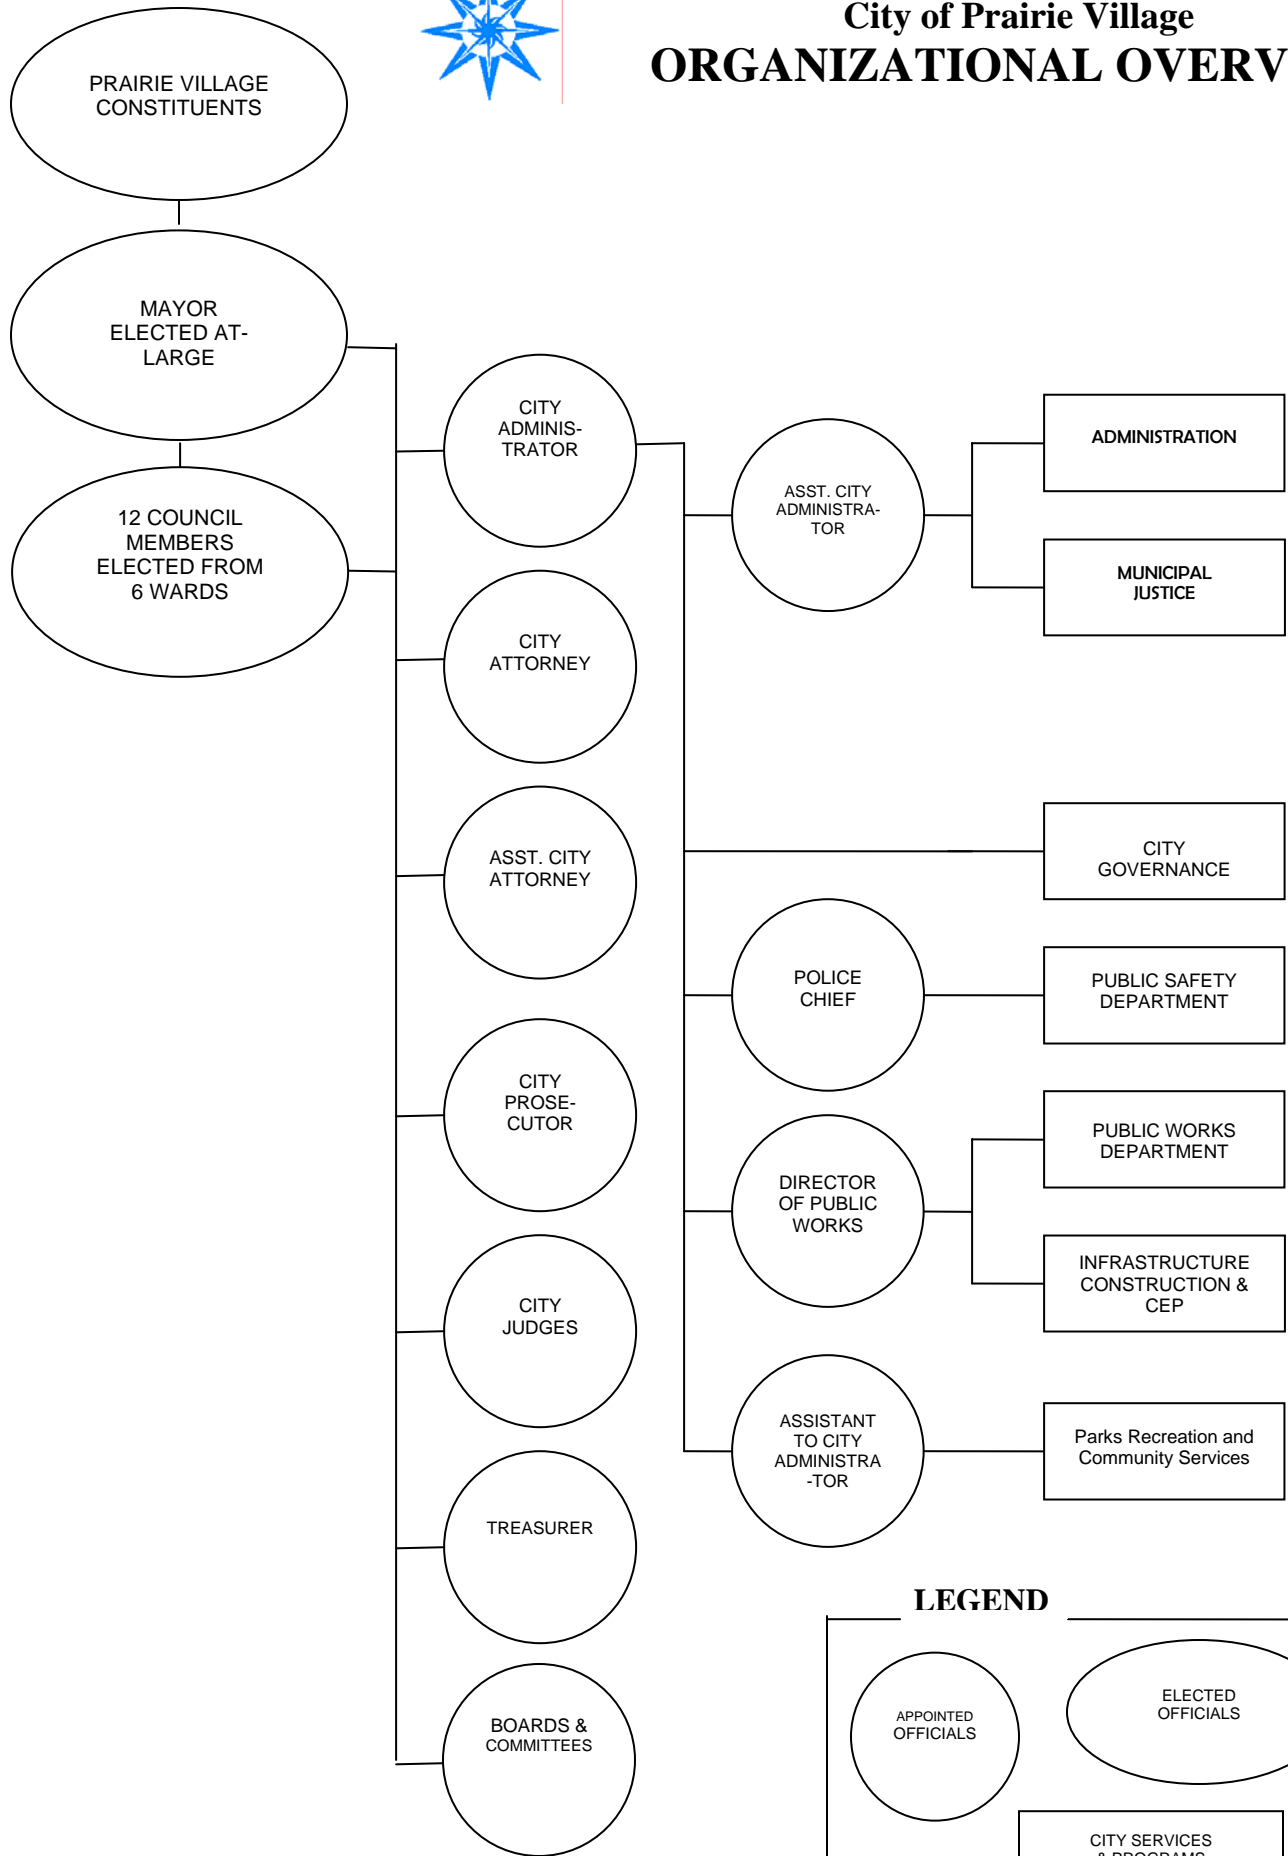 City of Prairie Village
ORGANIZATIONAL OVERV
PRAIRIE VILLAGE
CONSTITUENTS
MAYOR
ELECTED AT-
LARGE
12 COUNCIL
MEMBERS
ELECTED FROM
6 WARDS
CITY
ADMINIS-
TRATOR
CITY
ATTORNEY
ASST. CITY
ATTORNEY
CITY
PROSE-
CUTOR
CITY
JUDGES
TREASURER
BOARDS &
COMMITTEES
ASST. CITY
ADMINISTRA-
TOR
POLICE
CHIEF
DIRECTOR
OF PUBLIC
WORKS
ASSISTANT
TO CITY
ADMINISTRA
-TOR
ADMINISTRATION
MUNICIPAL
JUSTICE
CITY
GOVERNANCE
PUBLIC SAFETY
DEPARTMENT
PUBLIC WORKS
DEPARTMENT
INFRASTRUCTURE
CONSTRUCTION &
CEP
Parks Recreation and
Community Services
LEGEND
APPOINTED
OFFICIALS
ELECTED
OFFICIALS
CITY SERVICES
& PROGRAMS